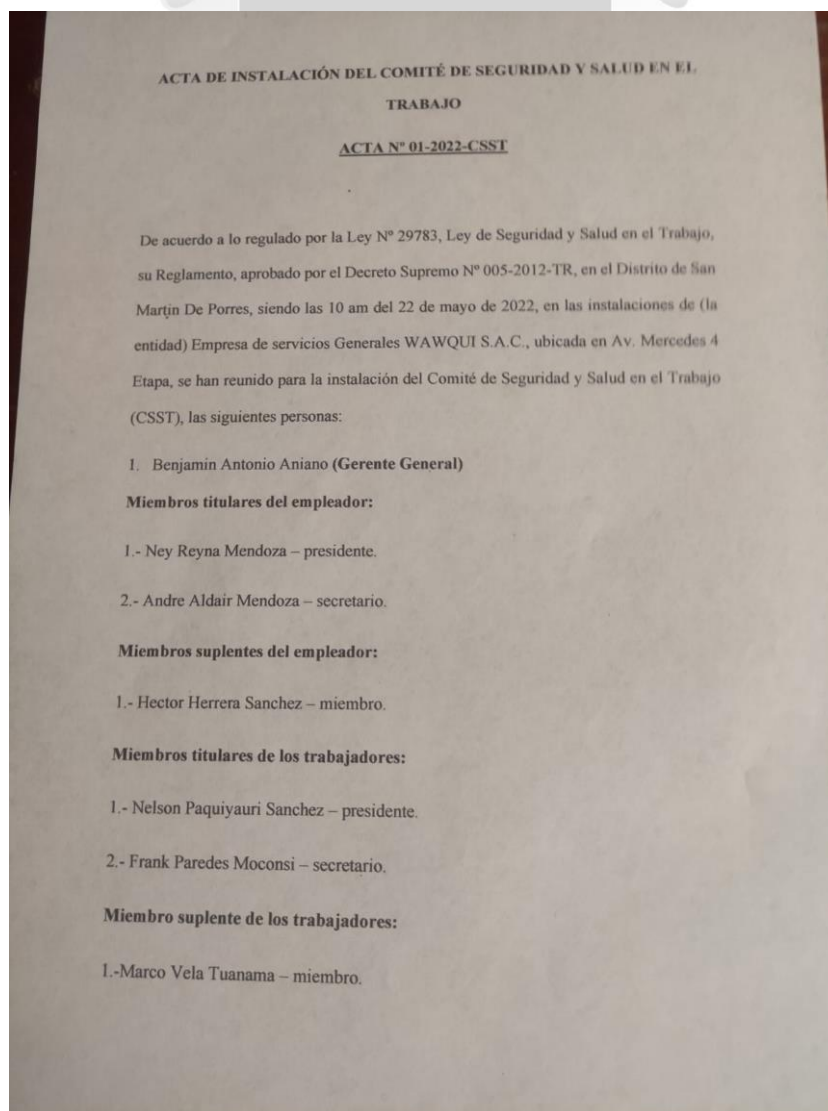 ACTA DE INSTALACIÓN DEL COMITÉ DE SEGURIDAD Y SALUD EN EL
TRABAJO
ACTA Nº 01-2022-CSST
De acuerdo a lo regulado por la Ley Nº 29783, Ley de Seguridad y Salud en el Trabajo,
su Reglamento, aprobado por el Decreto Supremo Nº 005-2012-TR, en el Distrito de San
Martin De Porres, siendo las 10 am del 22 de mayo de 2022, en las instalaciones de (la
entidad) Empresa de servicios Generales WAWQUI S.A.C., ubicada en Av. Mercedes 4
Etapa, se han reunido para la instalación del Comité de Seguridad y Salud en el Trabajo
(CSST), las siguientes personas:
1. Benjamin Antonio Aniano (Gerente General)
Miembros titulares del empleador:
1.- Ney Reyna Mendoza – presidente.
2.- Andre Aldair Mendoza – secretario.
Miembros suplentes del empleador:
1.- Hector Herrera Sanchez – miembro.
Miembros titulares de los trabajadores:
1.- Nelson Paquiyauri Sanchez – presidente.
2.- Frank Paredes Moconsi – secretario.
Miembro suplente de los trabajadores:
1.-Marco Vela Tuanama – miembro.